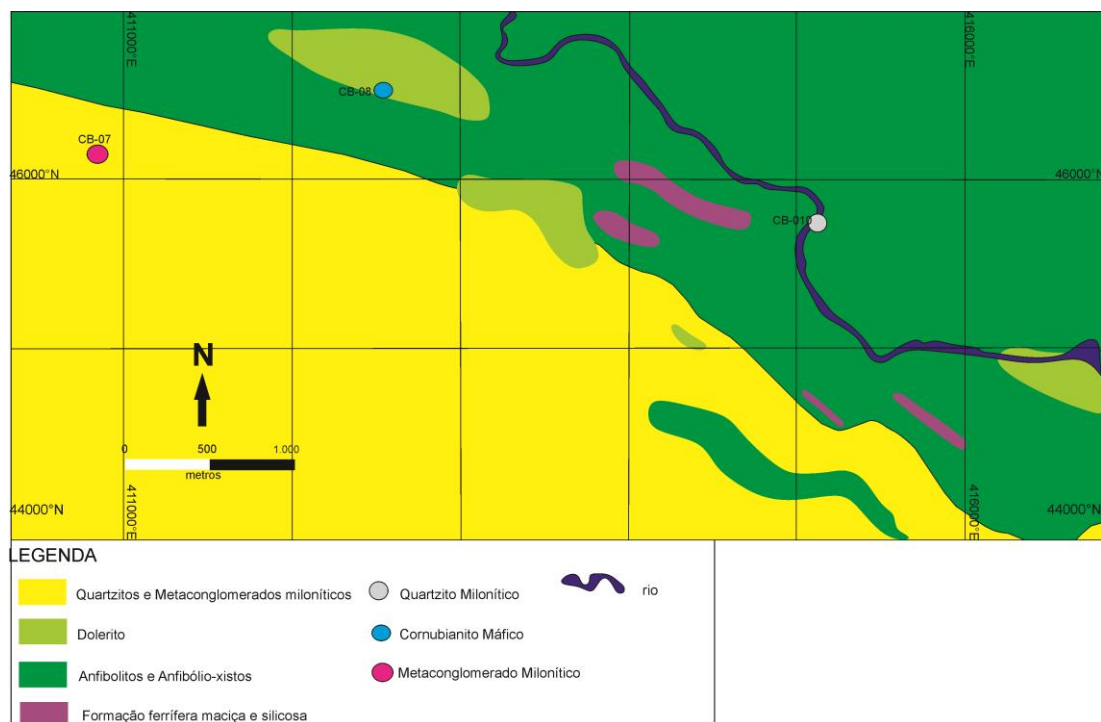 411000°E
416000°E
CB-08
CB-07
46000°N
46000°N
CB-010
N
0 500 1.000
metros
44000°N
411000°E
416000°E
44000°N
LEGENDA
Quartzitos e Metaconglomerados miloníticos
Quartzito Milonítico
rio
Dolerito
Cornubianito Máfico
Anfibolitos e Anfibólio-xistos
Metaconglomerado Milonítico
Formação ferrífera maciça e silicosa